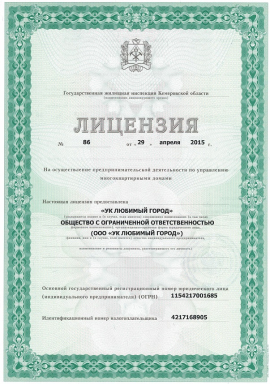 Государственная жилищная инспекция Кемеровской области
ЛИЦЕНЗИЯ
№ 86 от « 29 » апреля 2015 г.
На осуществление предпринимательской деятельности по управлению
многоквартирными домами
Настоящая лицензия предоставлена
«УК ЛЮБИМЫЙ ГОРОД»
ОБЩЕСТВО С ОГРАНИЧЕННОЙ ОТВЕТСТВЕННОСТЬЮ
(ООО «УК ЛЮБИМЫЙ ГОРОД»)
Основной государственный регистрационный номер юридического лица
(индивидуального предпринимателя) (ОГРН) 1154217001685
Идентификационный номер налогоплательщика 4217168905